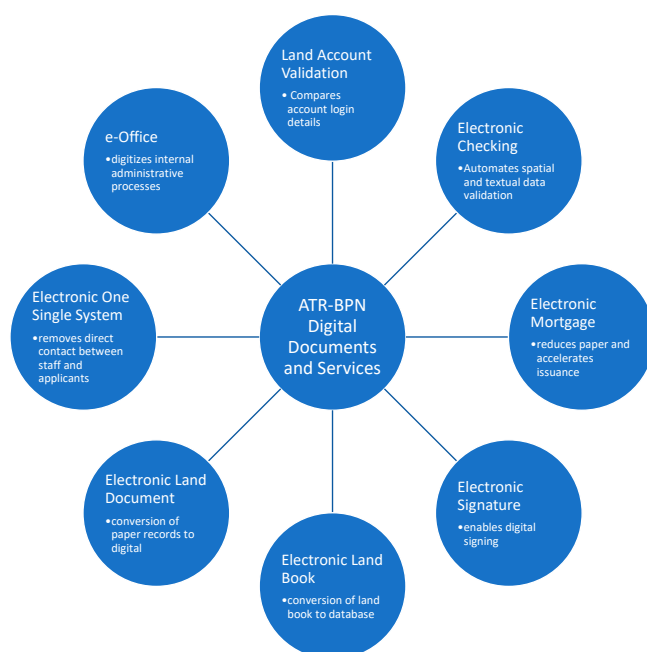 Land Account
Validation
• Compares
account login
details
e-Office
•digitizes internal
administrative
processes
Electronic
Checking
•Automates spatial
and textual data
validation
Electronic One
Single System
•removes direct
contact between
staff and
applicants
ATR-BPN
Digital
Documents
and Services
Electronic
Mortgage
•reduces paper and
accelerates
issuance
Electronic Land
Document
•conversion of
paper records to
digital
Electronic
Signature
•enables digital
signing
Electronic Land
Book
•conversion of land
book to database